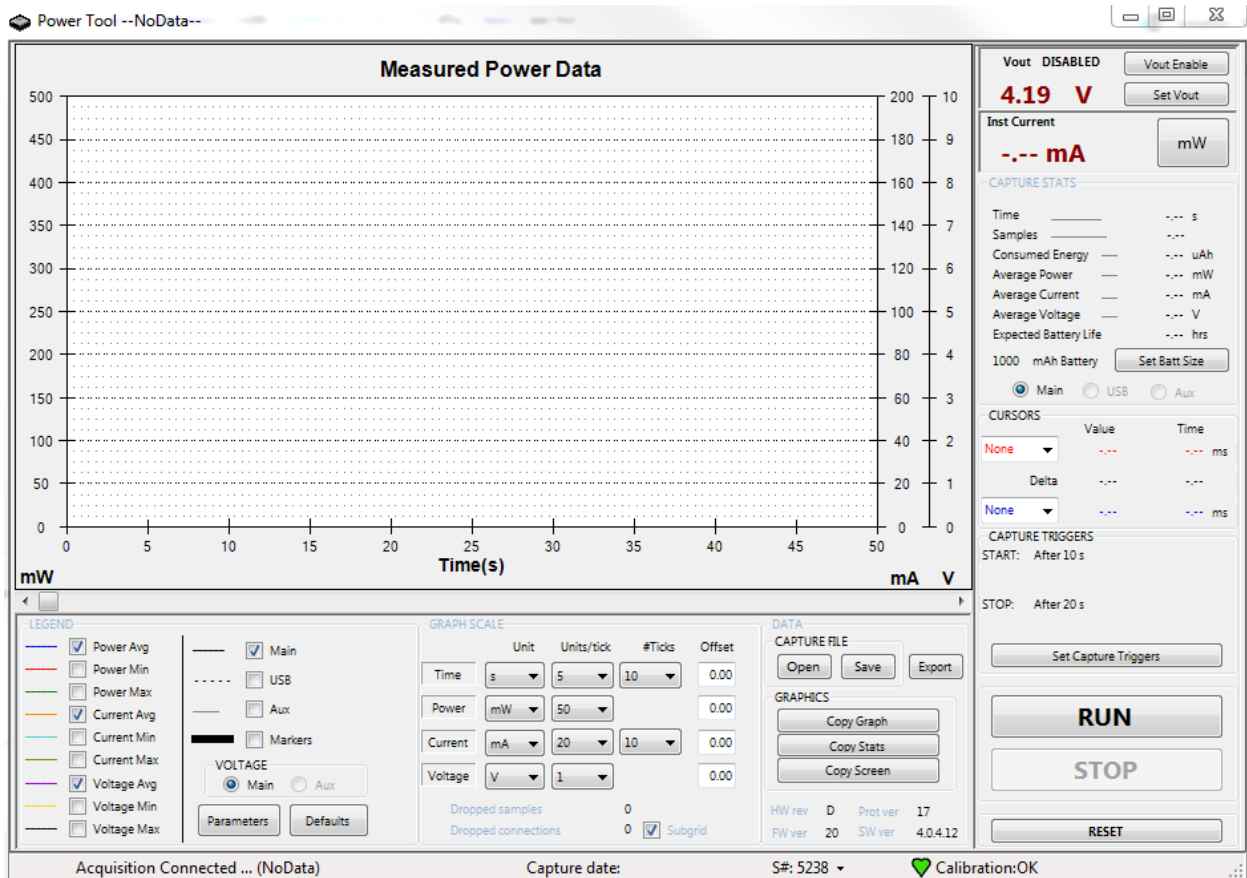 Power Tool --NoData--
Measured Power Data
500
450
400
350
300
250
200
150
100
50
0
200
180
160
140
120
100
80
60
40
20
0
10
9
8
7
6
5
4
3
2
1
0
0 5 10 15 20 25 30 35 40 45 50
Time(s)
mW
mA V
Vout DISABLED
4.19 V
Vout Enable
Set Vout
Inst Current
-.-- mA
mW
CAPTURE STATS
Time -.-- s
Samples -.--
Consumed Energy -.-- uAh
Average Power -.-- mW
Average Current -.-- mA
Average Voltage -.-- V
Expected Battery Life -.-- hrs
1000 mAh Battery Set Batt Size
Main USB Aux
CURSORS
Value Time
None -.-- -.-- ms
Delta -.-- -.--
None -.-- -.-- ms
CAPTURE TRIGGERS
START: After 10 s
STOP: After 20 s
Set Capture Triggers
RUN
STOP
RESET
LEGEND
Power Avg
Power Min
Power Max
Current Avg
Current Min
Current Max
Voltage Avg
Voltage Min
Voltage Max
Main
USB
Aux
Markers
VOLTAGE
Main Aux
Parameters Defaults
GRAPH SCALE
Unit Units/tick #Ticks Offset
Time s 5 10 0.00
Power mW 50 0.00
Current mA 20 10 0.00
Voltage V 1 0.00
Dropped samples 0
Dropped connections 0 Subgrid
DATA
CAPTURE FILE
Open Save Export
GRAPHICS
Copy Graph
Copy Stats
Copy Screen
HW rev D Prot ver 17
FW ver 20 SW ver 4.0.4.12
Acquisition Connected ... (NoData) Capture date: S#: 5238 Calibration:OK